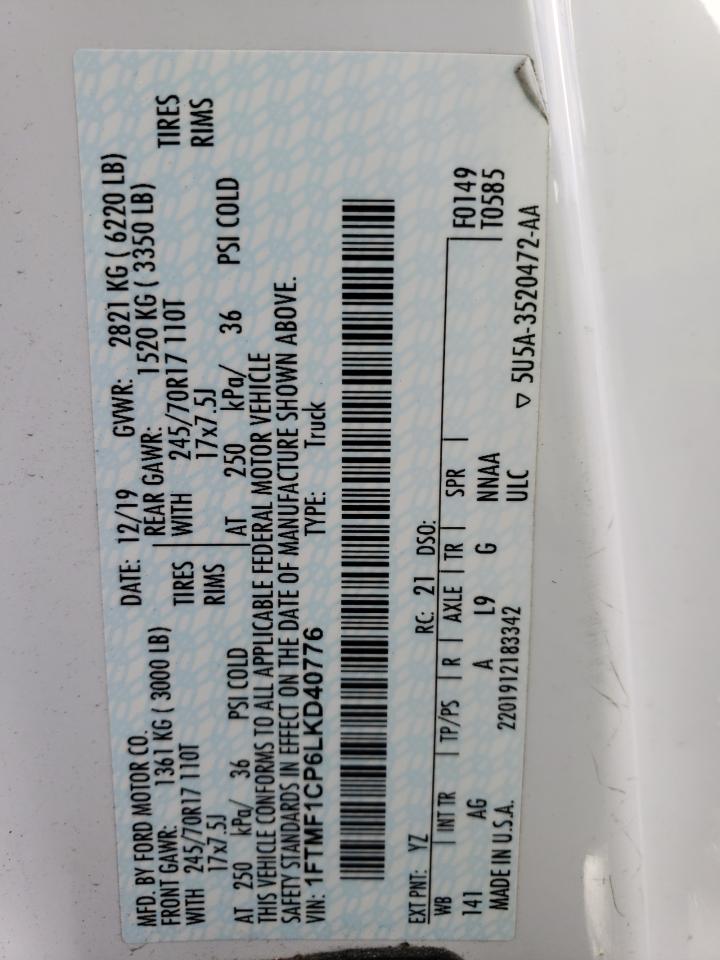 MFD. BY FORD MOTOR CO.
DATE: 12/19 GVWR: 2821 KG ( 6220 LB)
FRONT GAWR: 1361 KG ( 3000 LB) REAR GAWR: 1520 KG ( 3350 LB)
WITH 245/70R17 110T TIRES WITH 245/70R17 110T TIRES
17x7.5J RIMS 17x7.5J RIMS
AT 250 kPa/ 36 PSI COLD AT 250 kPa/ 36 PSI COLD
THIS VEHICLE CONFORMS TO ALL APPLICABLE FEDERAL MOTOR VEHICLE
SAFETY STANDARDS IN EFFECT ON THE DATE OF MANUFACTURE SHOWN ABOVE.
VIN: 1FTMF1CP6LKD40776 TYPE: Truck
EXT PNT: YZ RC: 21 DSO: F0149
WB INT TR TP/PS R AXLE TR SPR T0585
141 AG A L9 G NNAA
MADE IN U.S.A. 2201912183342 ULC ▽ 5U5A-3520472-AA